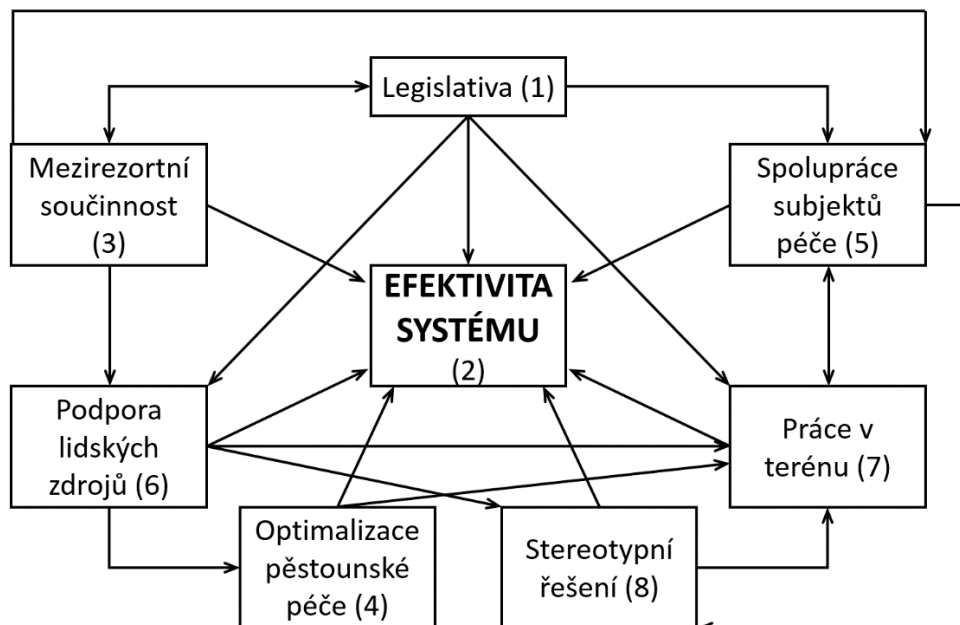 Legislativa (1)
Mezirezortní
součinnost
(3)
Spolupráce
subjektů
péče (5)
EFEKTIVITA
SYSTÉMU
(2)
Podpora
lidských
zdrojů (6)
Práce v
terénu (7)
Optimalizace
pěstounské
péče (4)
Stereotypní
řešení (8)